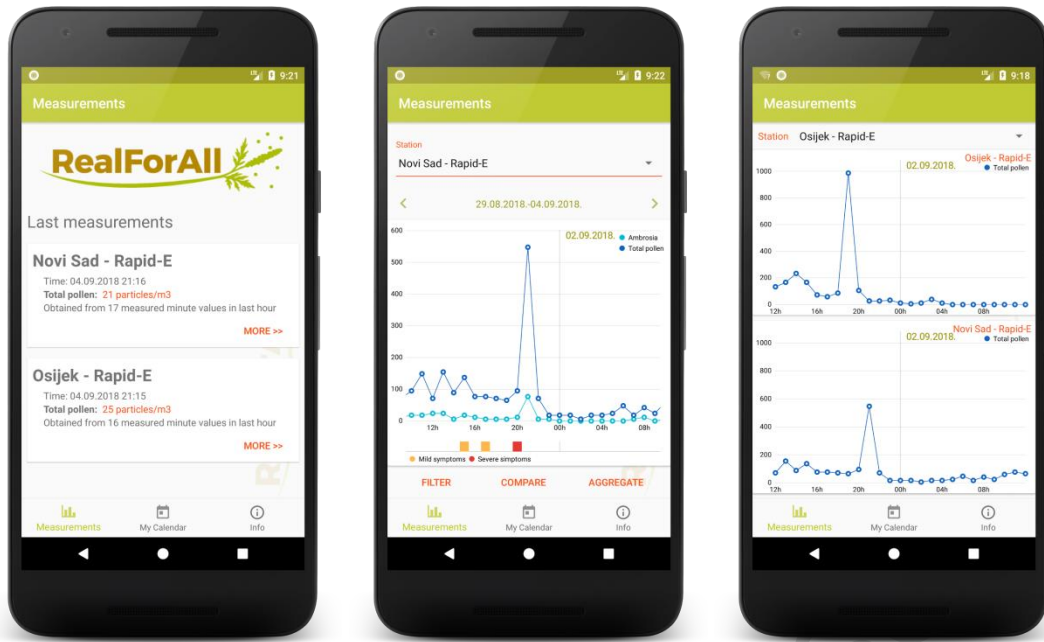 9:21
Measurements
RealForAll
Last measurements
Novi Sad - Rapid-E
Time: 04.09.2018 21:16
Total pollen: 21 particles/m3
Obtained from 17 measured minute values in last hour
MORE >>
Osijek - Rapid-E
Time: 04.09.2018 21:15
Total pollen: 25 particles/m3
Obtained from 16 measured minute values in last hour
MORE >>
Measurements My Calendar Info
9:22
Measurements
Station
Novi Sad - Rapid-E
29.08.2018.-04.09.2018.
600
02.09.2018. Ambrosia
Total pollen
500
400
300
200
100
0
12h 16h 20h 00h 04h 08h
Mild symptoms Severe simptoms
FILTER COMPARE AGGREGATE
Measurements My Calendar Info
9:18
Measurements
Station Osijek - Rapid-E
Osijek - Rapid-E
02.09.2018. Total pollen
1000
800
600
400
200
0
12h 16h 20h 00h 04h 08h
Novi Sad - Rapid-E
02.09.2018. Total pollen
1000
800
600
400
200
0
12h 16h 20h 00h 04h 08h
Measurements My Calendar Info